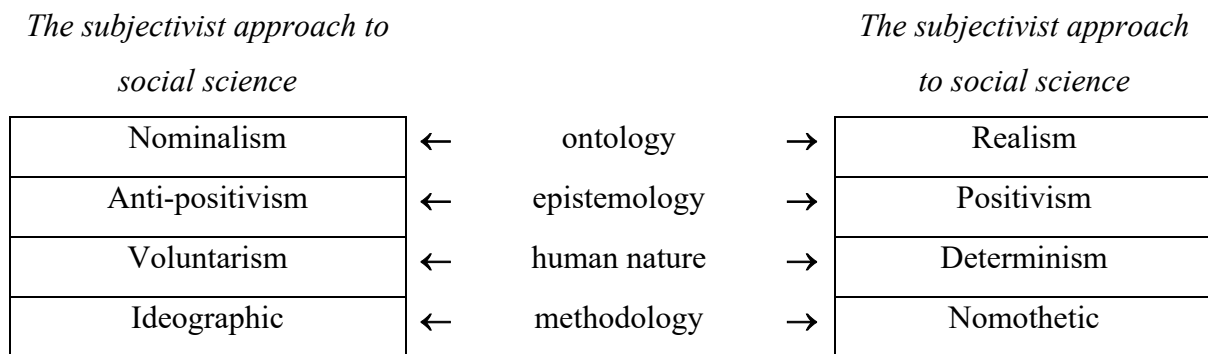 The subjectivist approach to
social science
The subjectivist approach
to social science
Nominalism ← ontology → Realism
Anti-positivism ← epistemology → Positivism
Voluntarism ← human nature → Determinism
Ideographic ← methodology → Nomothetic